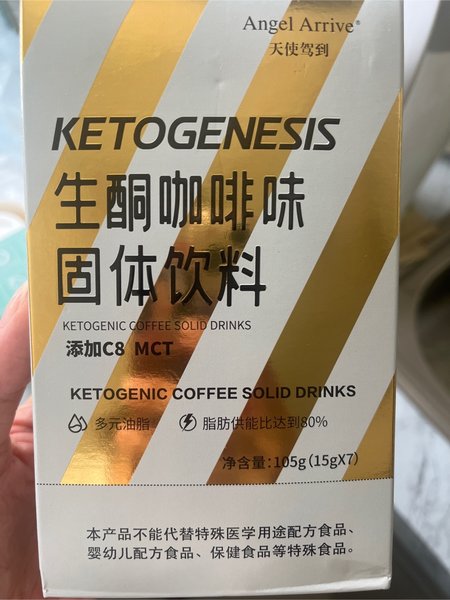 Angel Arrive®
天使驾到
KETOGENESIS
生酮咖啡味
固体饮料
KETOGENIC COFFEE SOLID DRINKS
添加C8 MCT
KETOGENIC COFFEE SOLID DRINKS
多元油脂 脂肪供能比达到80%
净含量：105g(15gX7)
本产品不能代替特殊医学用途配方食品、
婴幼儿配方食品、保健食品等特殊食品。